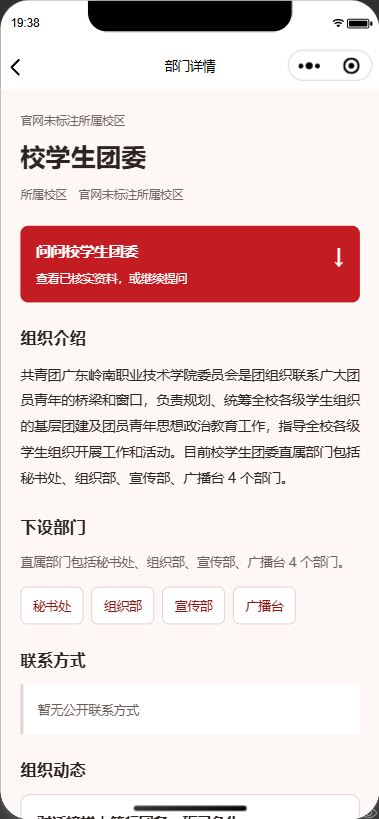 19:38
部门详情
官网未标注所属校区
校学生团委
所属校区 官网未标注所属校区
问问校学生团委
查看已核实资料，或继续提问
组织介绍
共青团广东岭南职业技术学院委员会是团组织联系广大团
员青年的桥梁和窗口，负责规划、统筹全校各级学生组织
的基层团建及团员青年思想政治教育工作，指导全校各级
学生组织开展工作和活动。目前校学生团委直属部门包括
秘书处、组织部、宣传部、广播台 4 个部门。
下设部门
直属部门包括秘书处、组织部、宣传部、广播台 4 个部门。
秘书处 组织部 宣传部 广播台
联系方式
暂无公开联系方式
组织动态